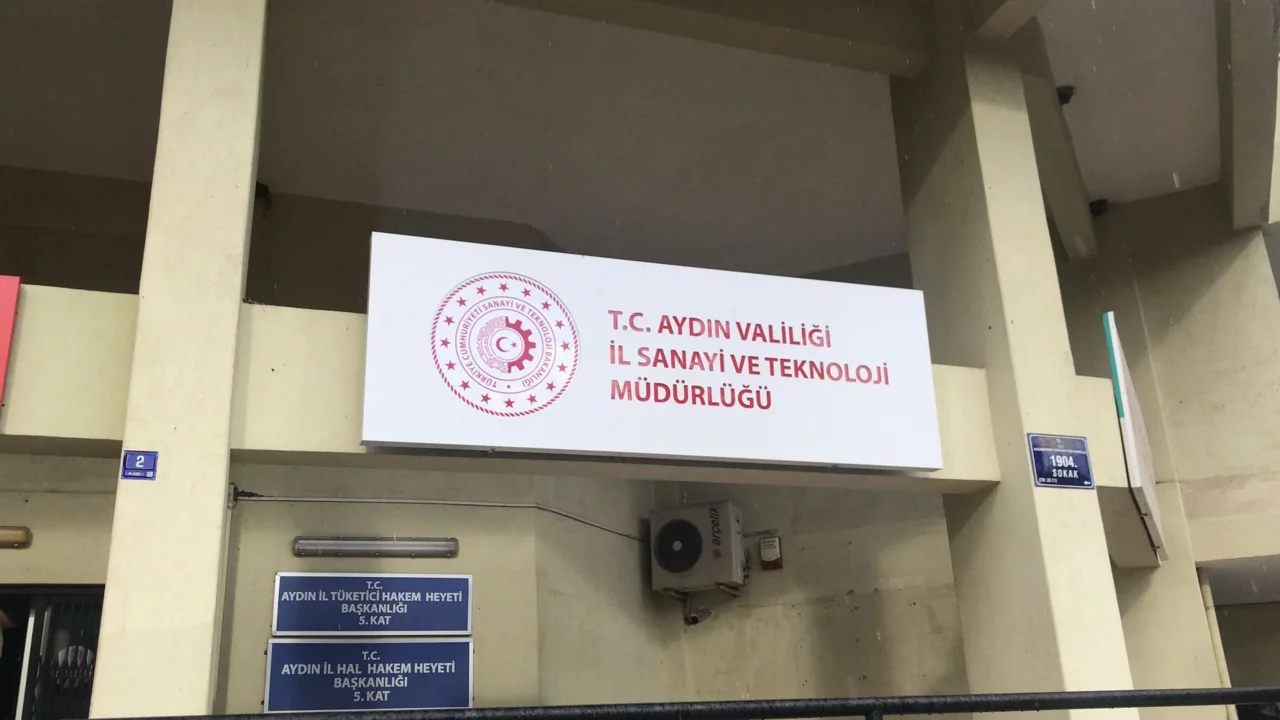 T.C. AYDIN VALİLİĞİ
İL SANAYİ VE TEKNOLOJİ
MÜDÜRLÜĞÜ
TÜRKİYE CUMHURİYETİ SANAYİ VE TEKNOLOJİ BAKANLIĞI
2
1904.
SOKAK
arçelik
T.C.
AYDIN İL TÜKETİCİ HAKEM HEYETİ
BAŞKANLIĞI
5. KAT
T.C.
AYDIN İL HAL HAKEM HEYETİ
BAŞKANLIĞI
5. KAT